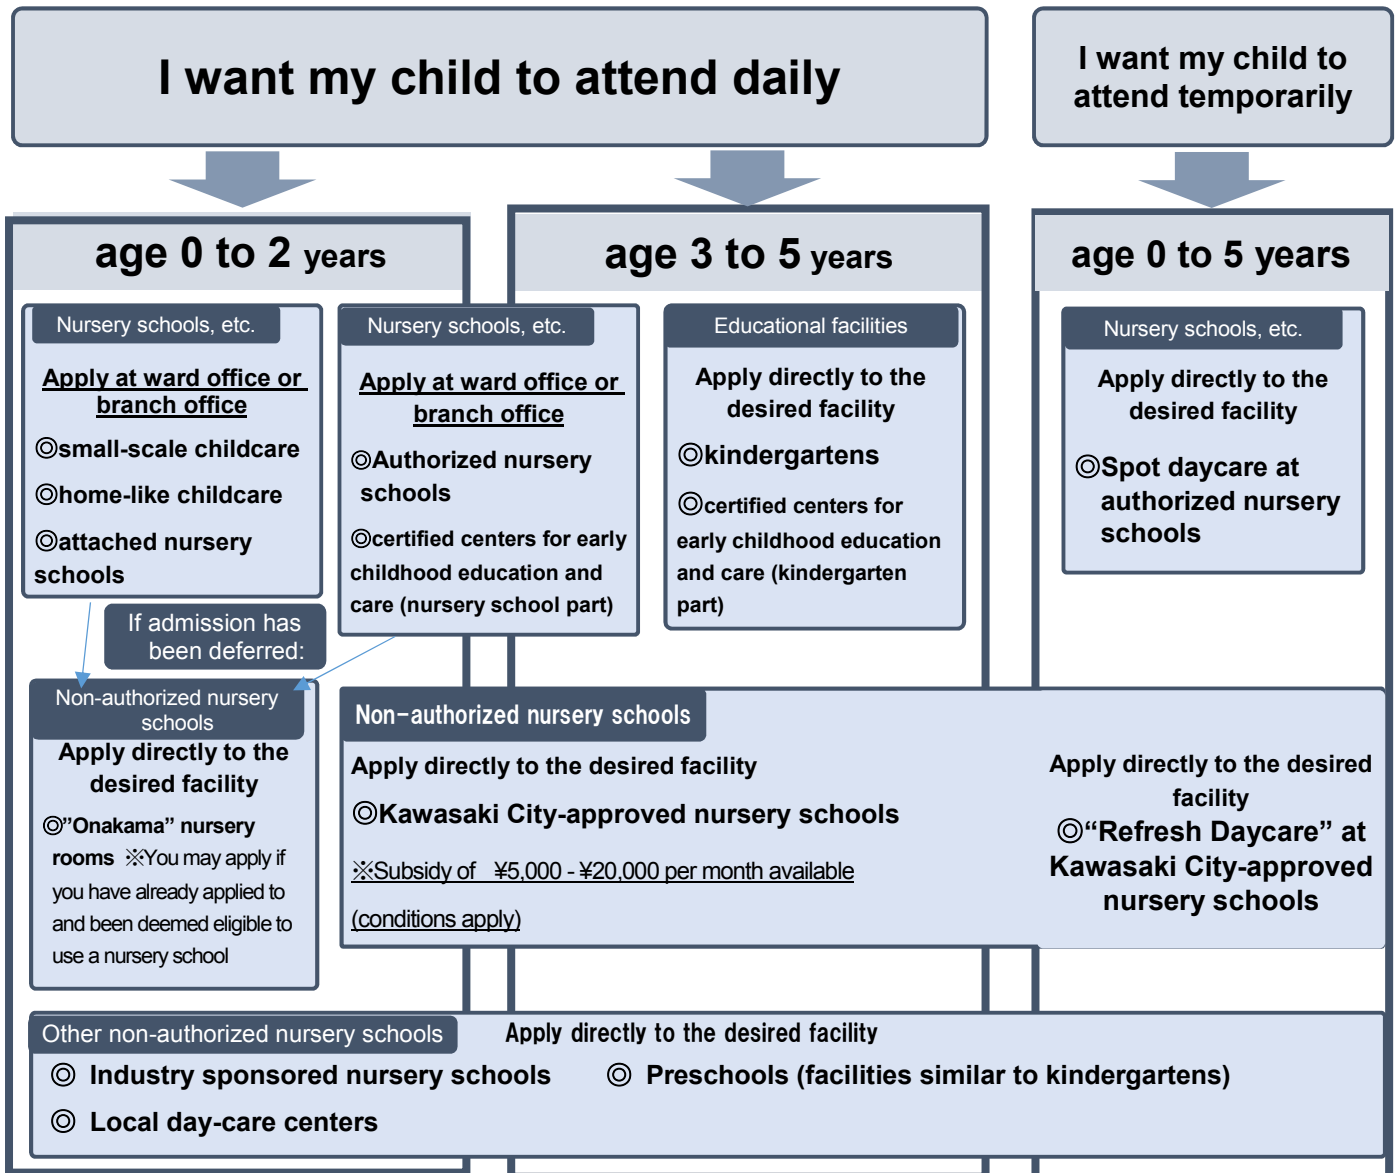 I want my child to attend daily
I want my child to
attend temporarily
age 0 to 2 years
age 3 to 5 years
age 0 to 5 years
Nursery schools, etc.
Apply at ward office or
branch office
◎small-scale childcare
◎home-like childcare
◎attached nursery
schools
Nursery schools, etc.
Apply at ward office or
branch office
◎Authorized nursery
schools
◎certified centers for early
childhood education and
care (nursery school part)
Educational facilities
Apply directly to the
desired facility
◎kindergartens
◎certified centers for
early childhood education
and care (kindergarten
part)
Nursery schools, etc.
Apply directly to the
desired facility
◎Spot daycare at
authorized nursery
schools
If admission has
been deferred:
Non-authorized nursery
schools
Apply directly to the
desired facility
◎”Onakama” nursery
rooms ※You may apply if
you have already applied to
and been deemed eligible to
use a nursery school
Non-authorized nursery schools
Apply directly to the desired facility
◎Kawasaki City-approved nursery schools
※Subsidy of ¥5,000 - ¥20,000 per month available
(conditions apply)
Apply directly to the desired
facility
◎“Refresh Daycare” at
Kawasaki City-approved
nursery schools
Other non-authorized nursery schools
Apply directly to the desired facility
◎ Industry sponsored nursery schools
◎ Preschools (facilities similar to kindergartens)
◎ Local day-care centers